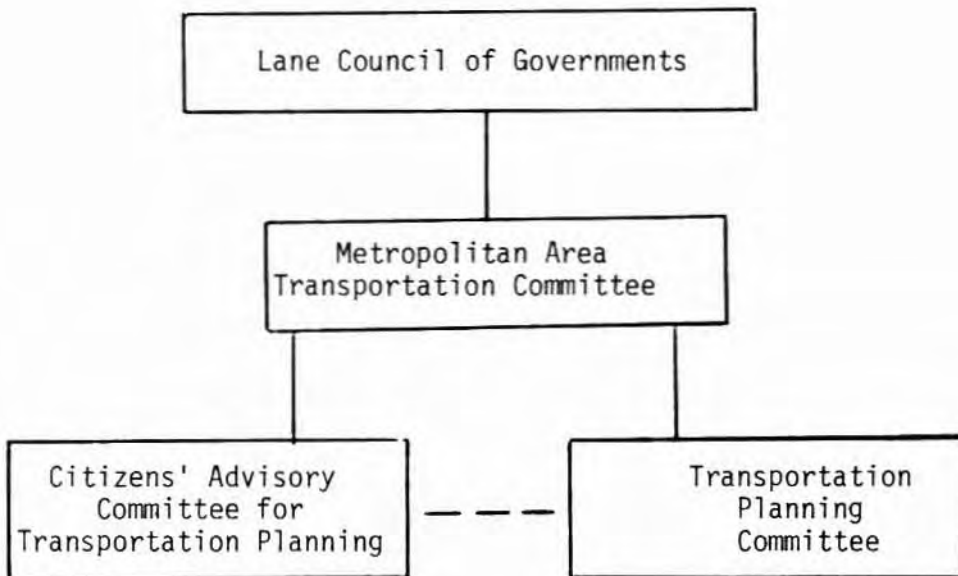 Lane Council of Governments
Metropolitan Area
Transportation Committee
Citizens' Advisory
Committee for
Transportation Planning
Transportation
Planning
Committee